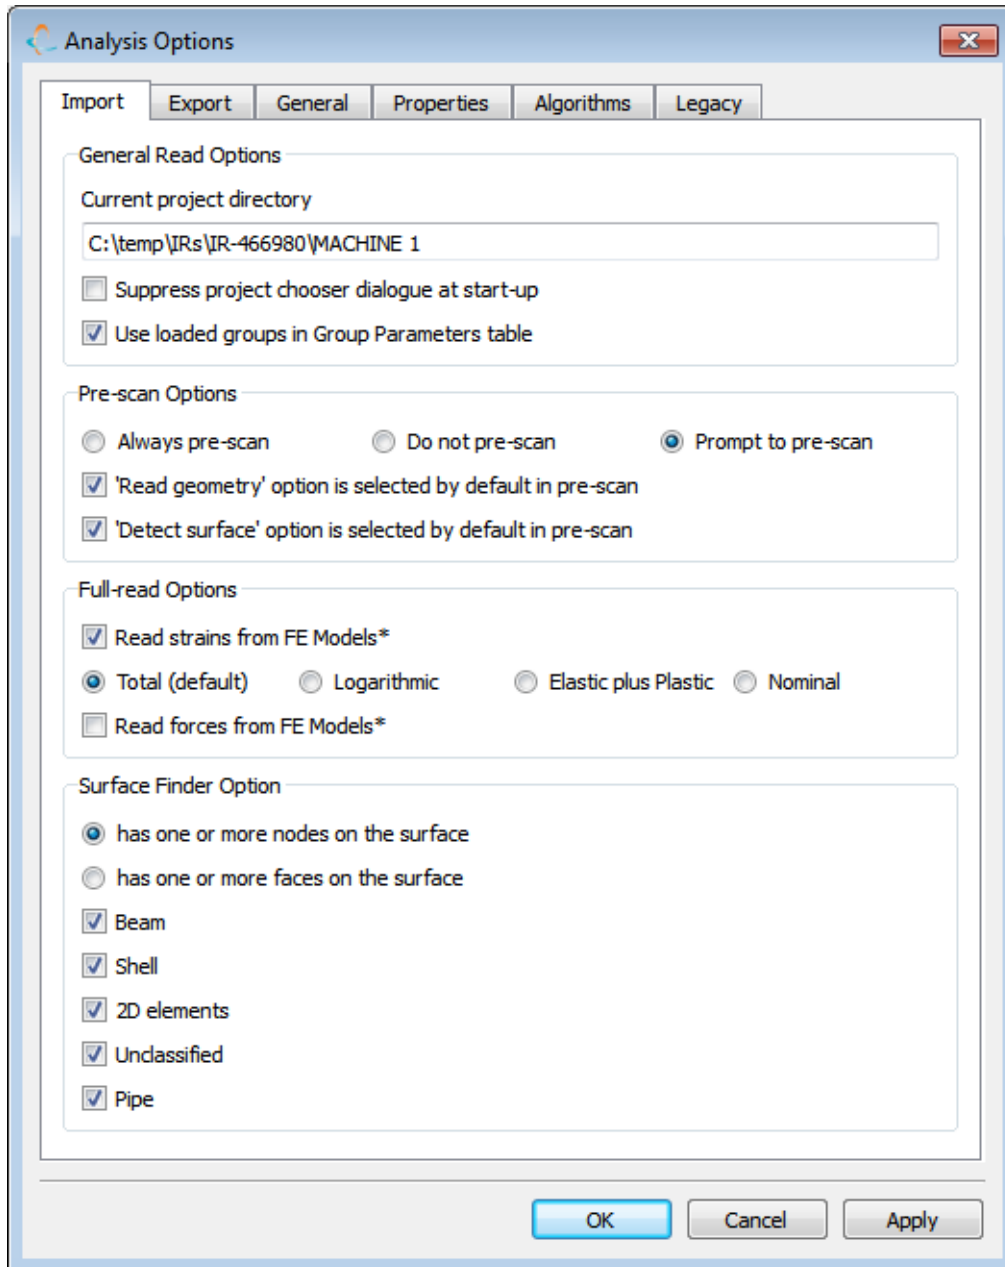 Analysis Options
Import Export General Properties Algorithms Legacy
General Read Options
Current project directory
C:\temp\IRs\IR-466980\MACHINE 1
Suppress project chooser dialogue at start-up
Use loaded groups in Group Parameters table
Pre-scan Options
Always pre-scan Do not pre-scan Prompt to pre-scan
'Read geometry' option is selected by default in pre-scan
'Detect surface' option is selected by default in pre-scan
Full-read Options
Read strains from FE Models*
Total (default) Logarithmic Elastic plus Plastic Nominal
Read forces from FE Models*
Surface Finder Option
has one or more nodes on the surface
has one or more faces on the surface
Beam
Shell
2D elements
Unclassified
Pipe
OK Cancel Apply